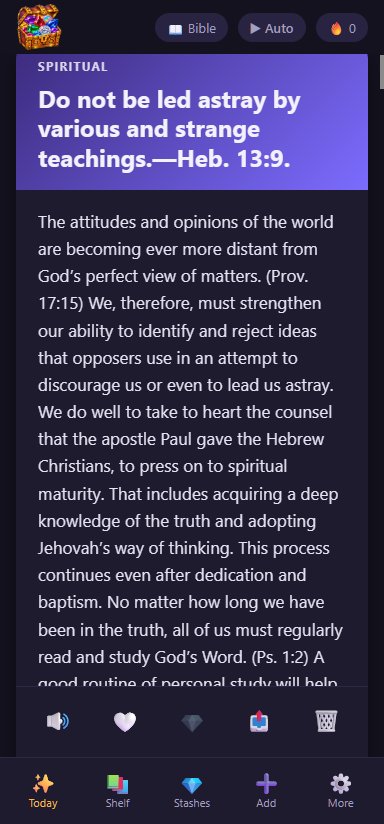 Bible
Auto
0
SPIRITUAL
Do not be led astray by
various and strange
teachings.—Heb. 13:9.
The attitudes and opinions of the world
are becoming ever more distant from
God’s perfect view of matters. (Prov.
17:15) We, therefore, must strengthen
our ability to identify and reject ideas
that opposers use in an attempt to
discourage us or even to lead us astray.
We do well to take to heart the counsel
that the apostle Paul gave the Hebrew
Christians, to press on to spiritual
maturity. That includes acquiring a deep
knowledge of the truth and adopting
Jehovah’s way of thinking. This process
continues even after dedication and
baptism. No matter how long we have
been in the truth, all of us must regularly
read and study God’s Word. (Ps. 1:2) A
good routine of personal study will help
Today
Shelf
Stashes
Add
More